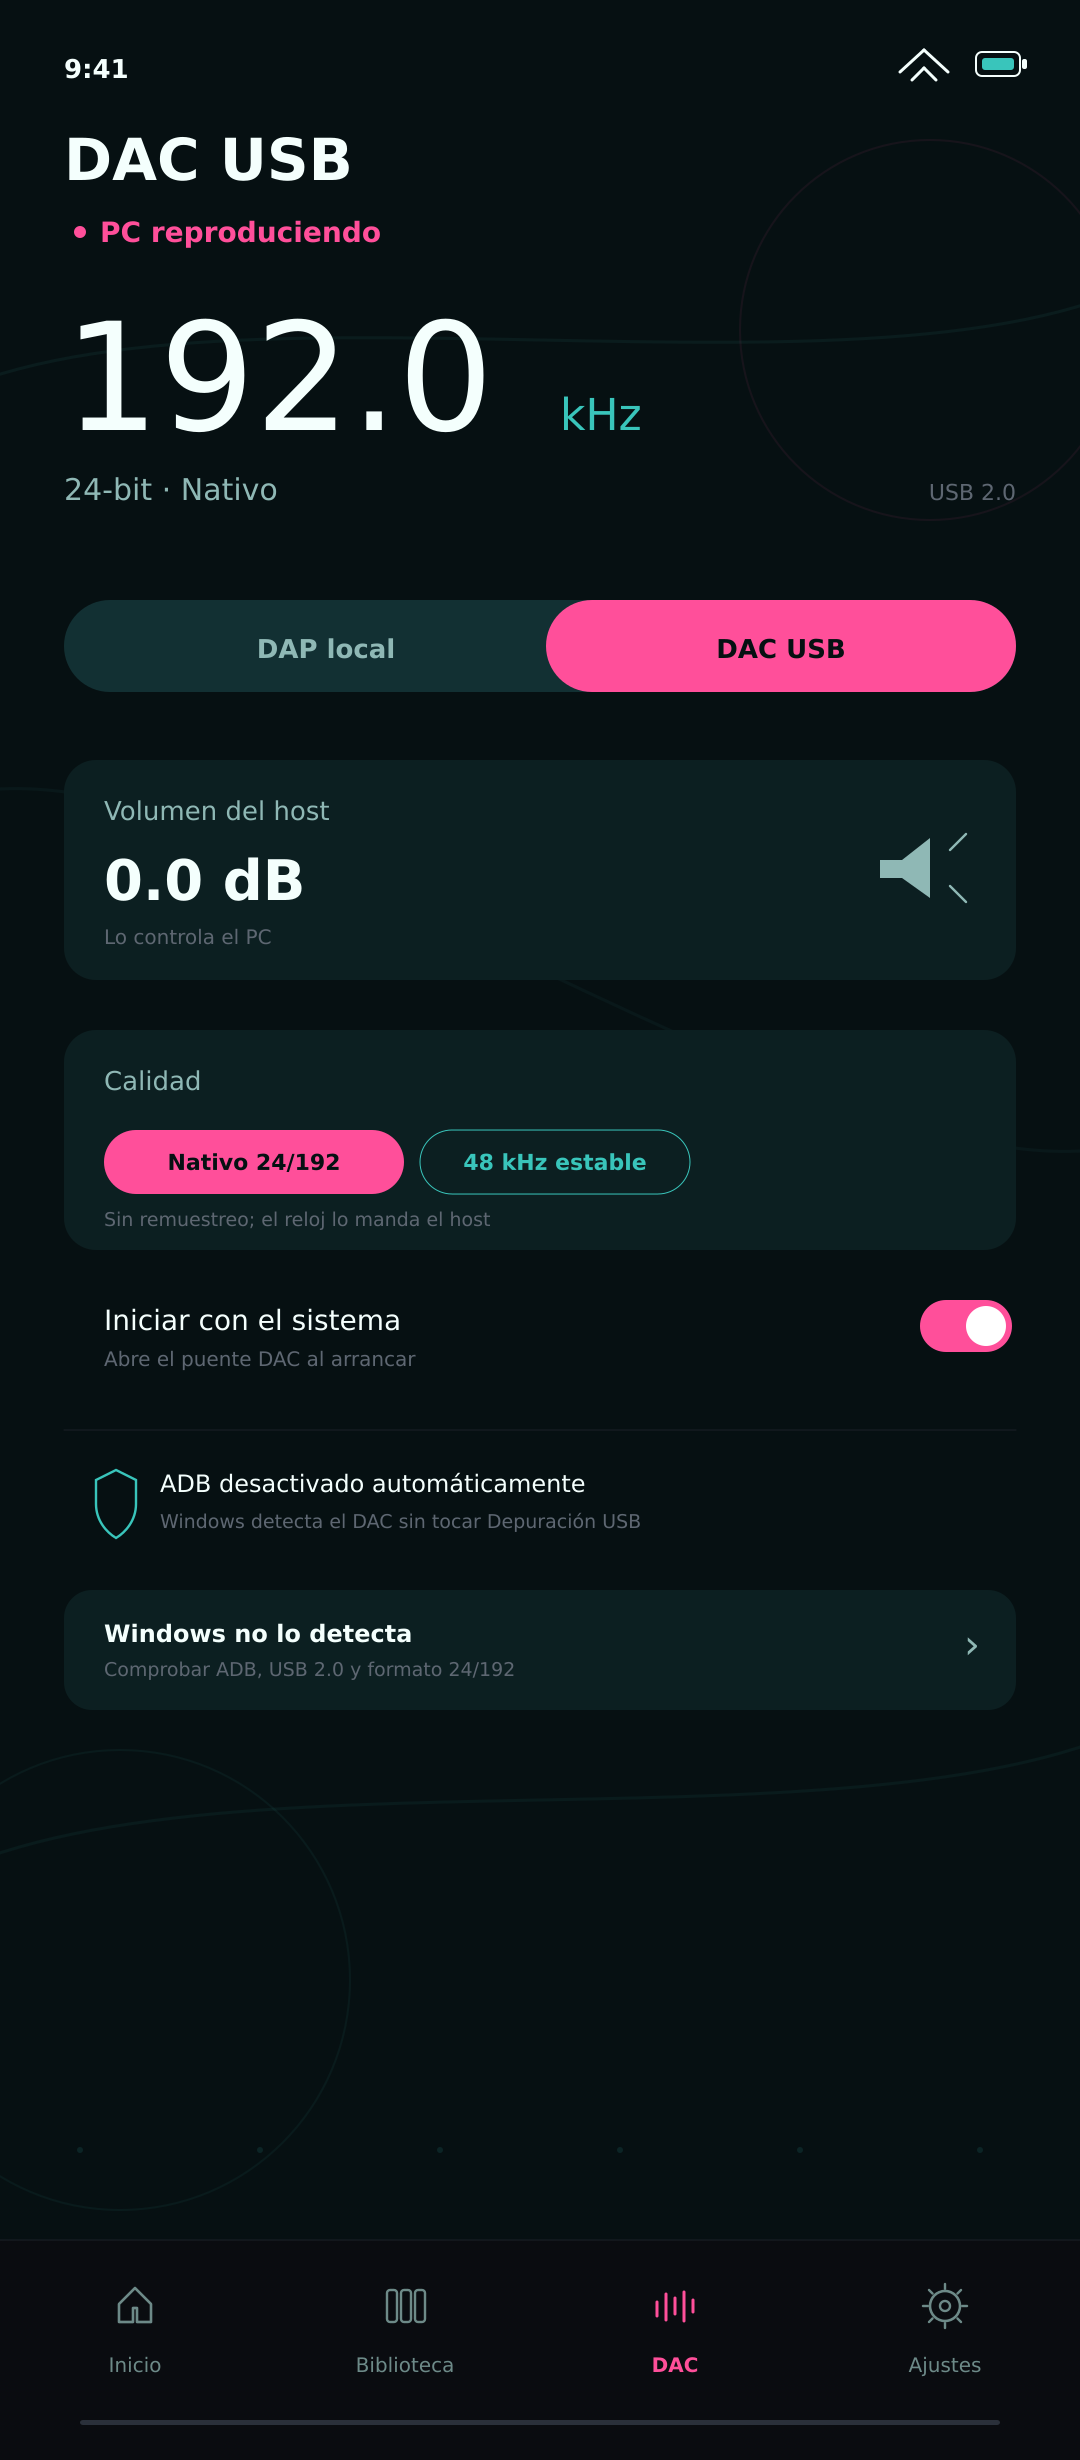 9:41
DAC USB
PC reproduciendo
192.0 kHz
24-bit · Nativo
USB 2.0
DAP local
DAC USB
Volumen del host
0.0 dB
Lo controla el PC
Calidad
Nativo 24/192
48 kHz estable
Sin remuestreo; el reloj lo manda el host
Iniciar con el sistema
Abre el puente DAC al arrancar
ADB desactivado automáticamente
Windows detecta el DAC sin tocar Depuración USB
Windows no lo detecta
Comprobar ADB, USB 2.0 y formato 24/192
Inicio
Biblioteca
DAC
Ajustes